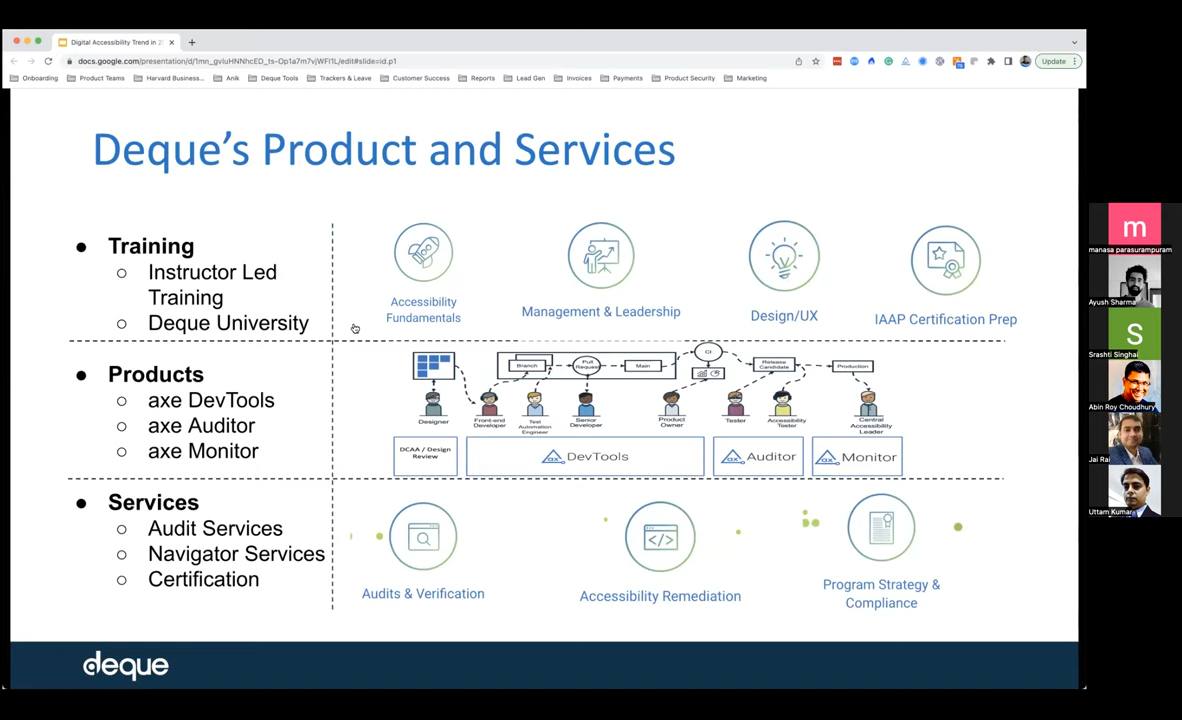 Digital Accessibility Trend in 2
docs.google.com/presentation/d/1mn_gvluHNNhcED_ts-Op1a7m7vjWFI1L/edit#slide=id.p1
Update
Onboarding
Product Teams
Harvard Business...
Anik
Deque Tools
Trackers & Leave
Customer Success
Reports
Lead Gen
Invoices
Payments
Product Security
Marketing
Deque's Product and Services
Training
Instructor Led
Training
Deque University
Accessibility
Fundamentals
Management & Leadership
Design/UX
IAAP Certification Prep
Products
axe DevTools
axe Auditor
axe Monitor
Branch
Pull
Request
Main
CI
Release
Candidate
Production
Designer
Front-end
Developer
Test
Automation
Engineer
Senior
Developer
Product
Owner
Tester
Accessibility
Tester
Central
Accessibility
Leader
DCAA / Design
Review
axe DevTools
axe Auditor
axe Monitor
Services
Audit Services
Navigator Services
Certification
Audits & Verification
Accessibility Remediation
Program Strategy &
Compliance
deque
m
manasa parasurampuram
Ayush Sharma
S
Srashti Singhai
Abin Roy Choudhury
Jai Rai
Uttam Kumar